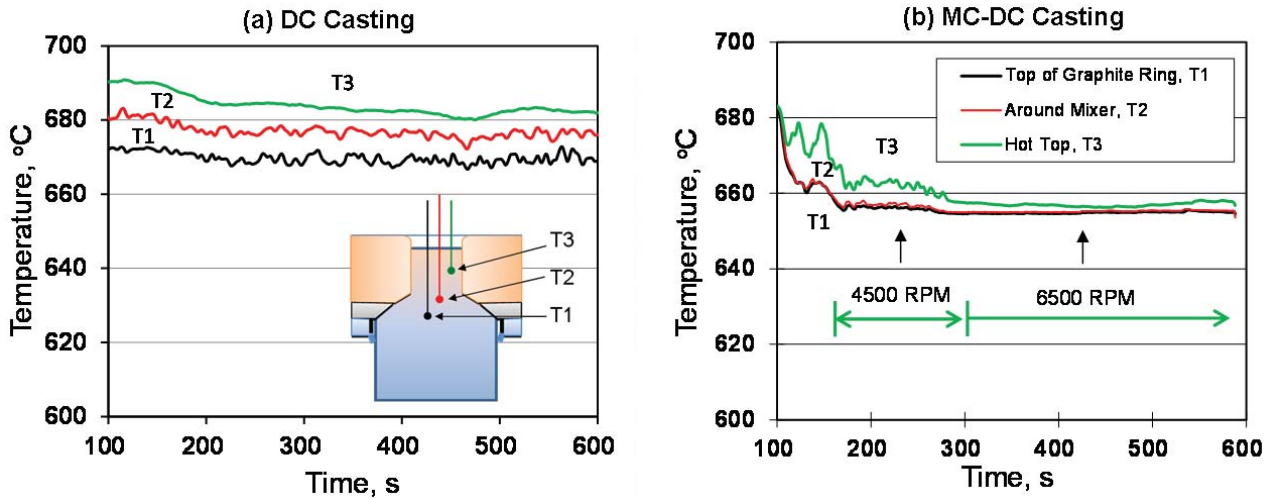 (a) DC Casting
700
680
660
640
620
600
Temperature, ºC
T3
T2
T1
T3
T2
T1
100
200
300
400
500
600
Time, s
(b) MC-DC Casting
700
680
660
640
620
600
Temperature, ºC
Top of Graphite Ring, T1
Around Mixer, T2
Hot Top, T3
T3
T2
T1
4500 RPM
6500 RPM
100
200
300
400
500
600
Time, s